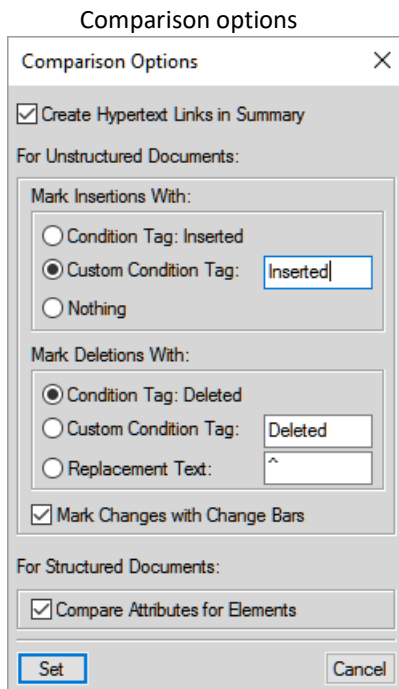 Comparison options
Comparison Options
Create Hypertext Links in Summary
For Unstructured Documents:
Mark Insertions With:
Condition Tag: Inserted
Custom Condition Tag: Inserted
Nothing
Mark Deletions With:
Condition Tag: Deleted
Custom Condition Tag: Deleted
Replacement Text: ^
Mark Changes with Change Bars
For Structured Documents:
Compare Attributes for Elements
Set Cancel